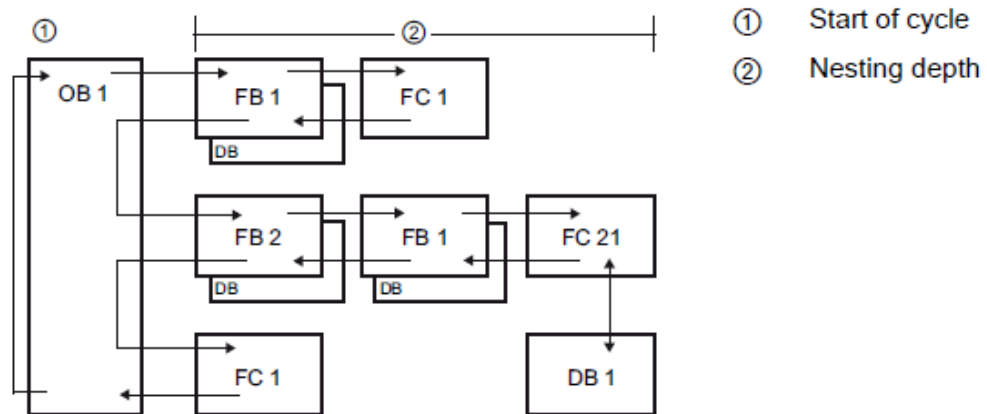 ① ② ① Start of cycle
② Nesting depth
OB 1 FB 1 FC 1
DB
FB 2 FB 1 FC 21
DB DB
FC 1 DB 1